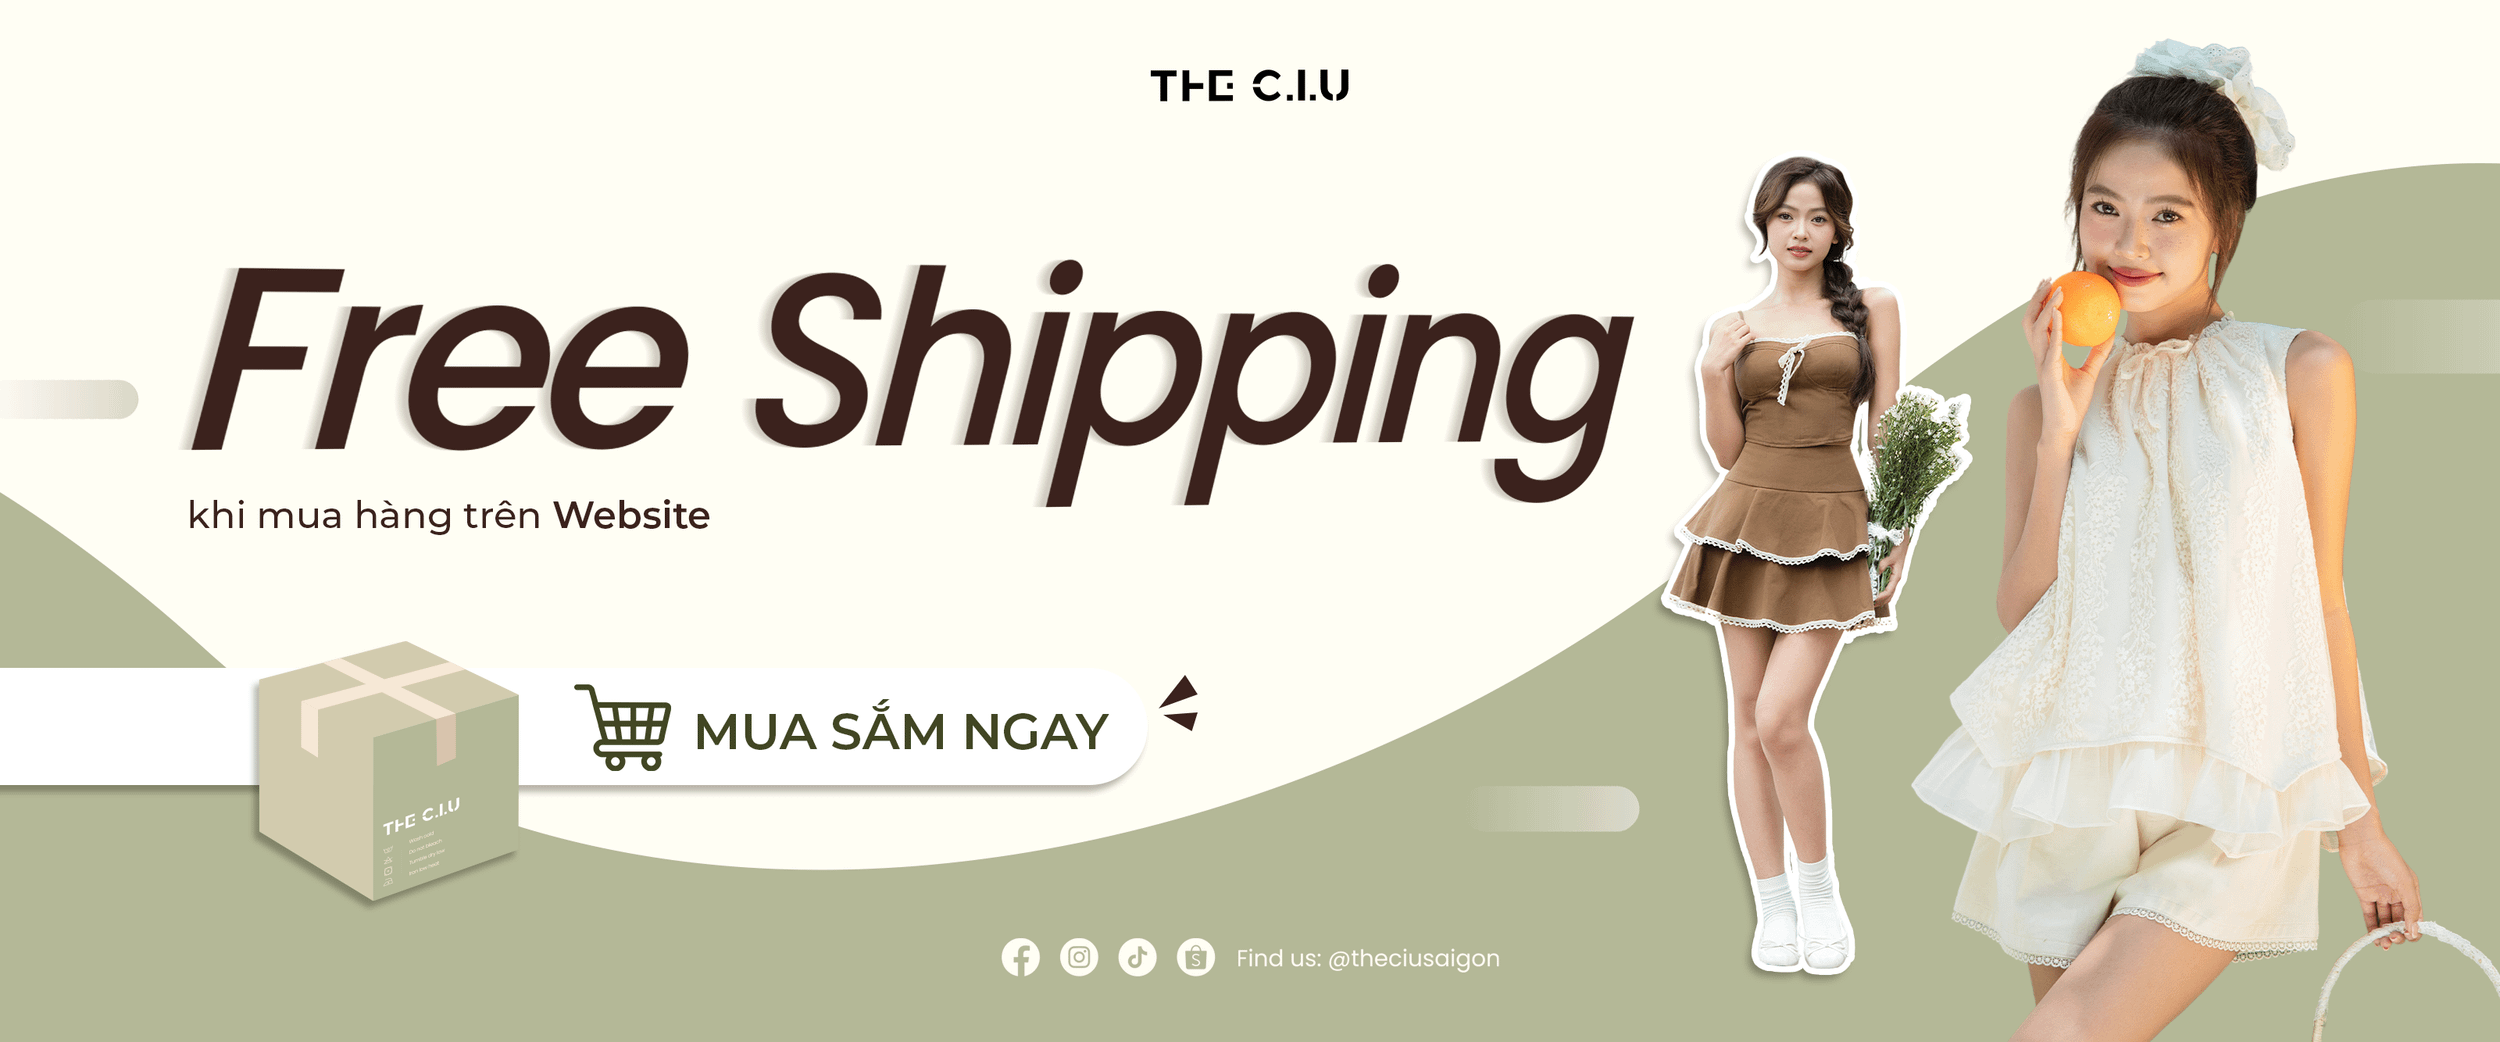 THE C.I.U
Free Shipping
khi mua hàng trên Website
MUA SẮM NGAY
THE C.I.U
Find us: @theciusaigon